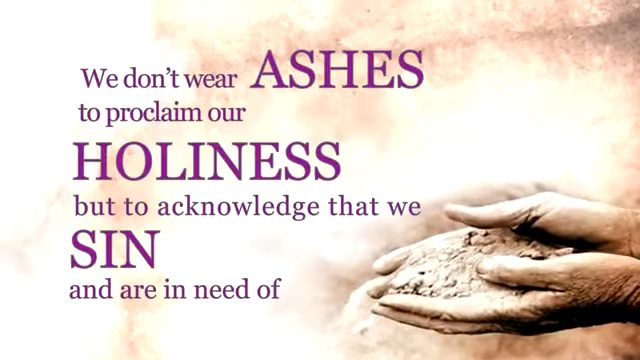 We don't wear ASHES
to proclaim our
HOLINESS
but to acknowledge that we
SIN
and are in need of